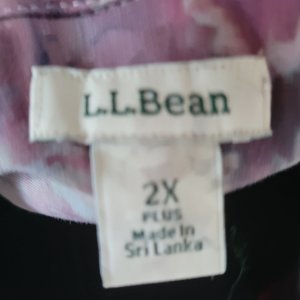 L.L.Bean
2X
PLUS
Made In
Sri Lanka